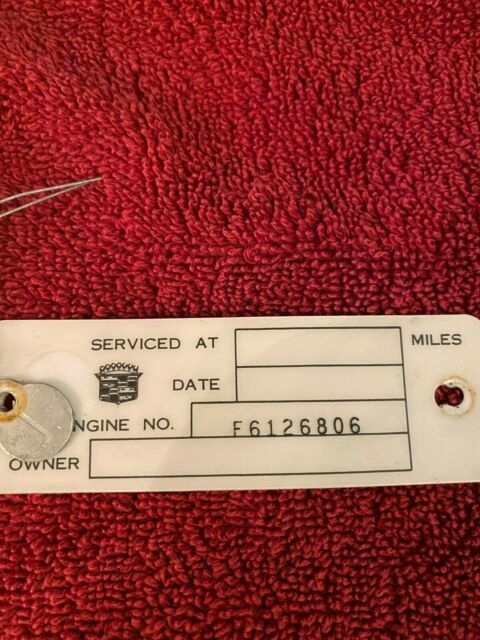 SERVICED AT MILES
DATE
NGINE NO. F6126806
OWNER